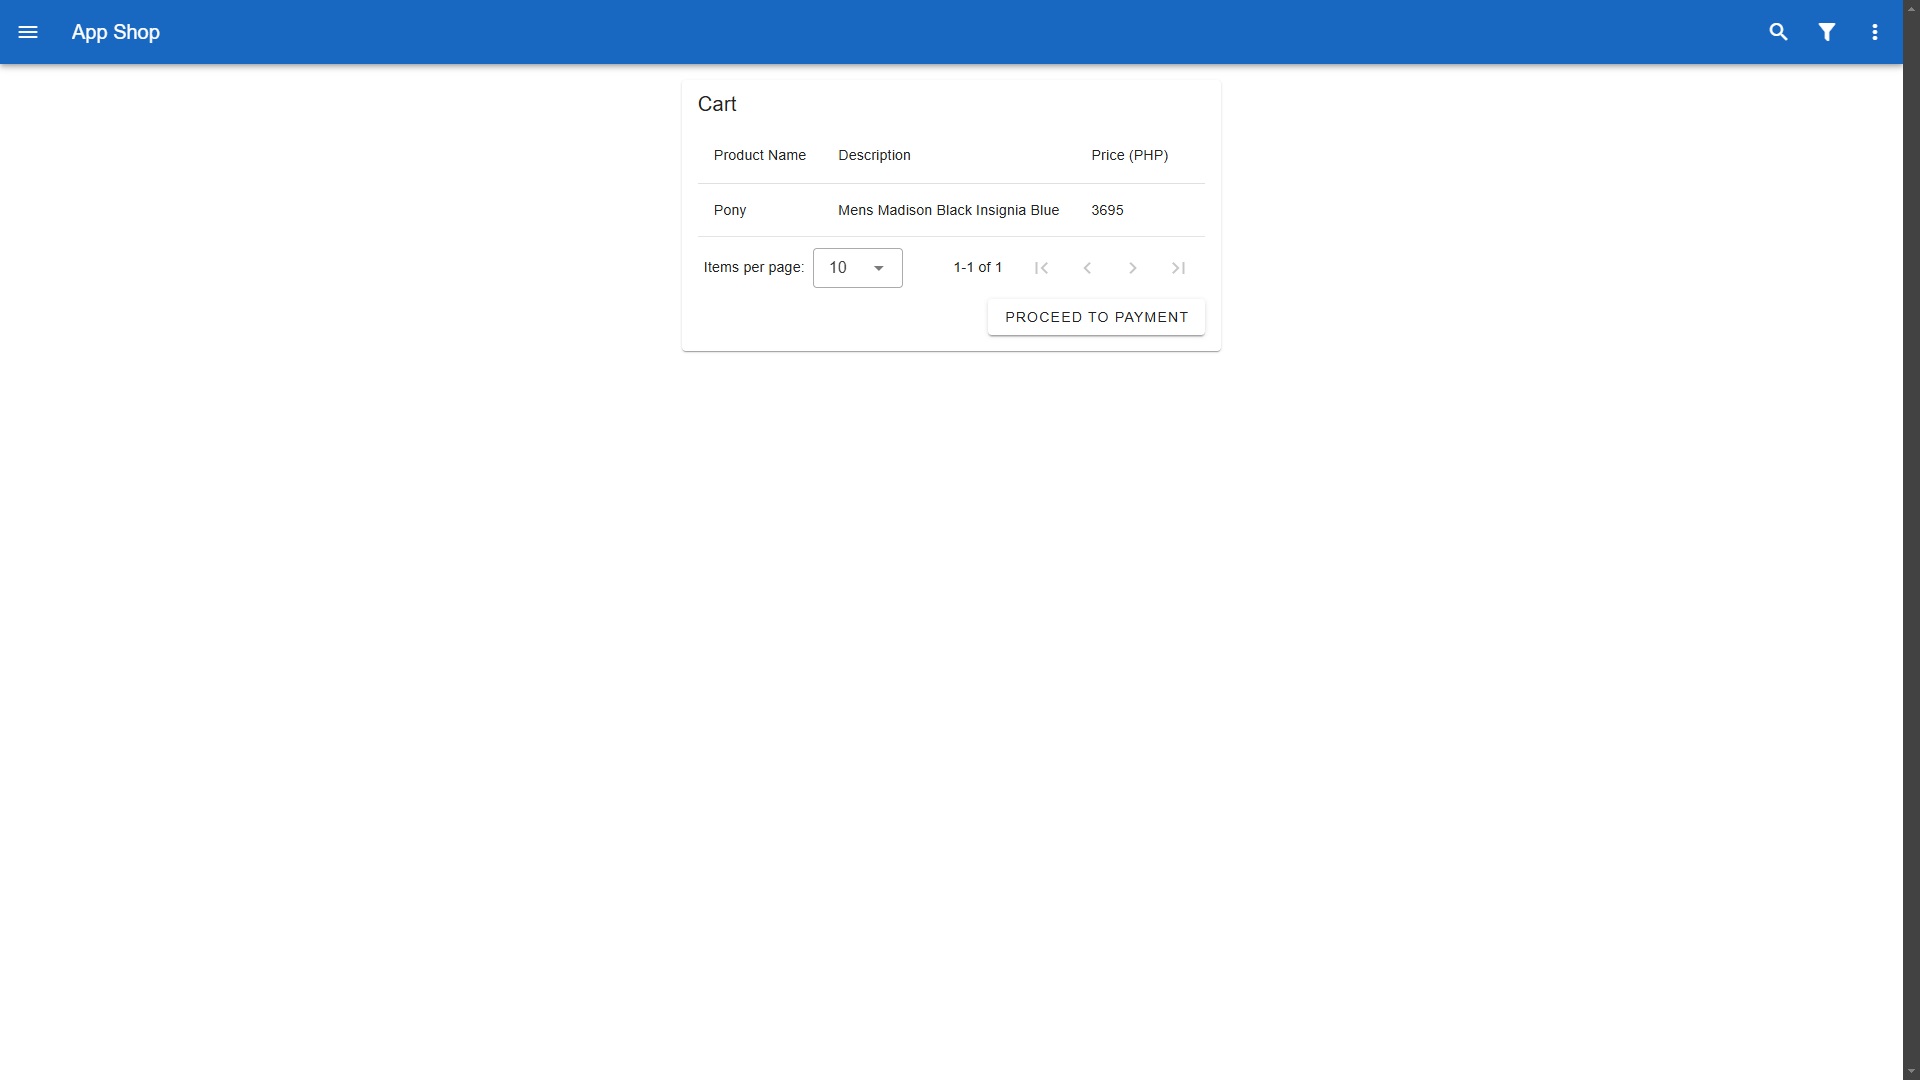 App Shop
Cart
Product Name Description Price (PHP)
Pony Mens Madison Black Insignia Blue 3695
Items per page: 10 1-1 of 1
PROCEED TO PAYMENT